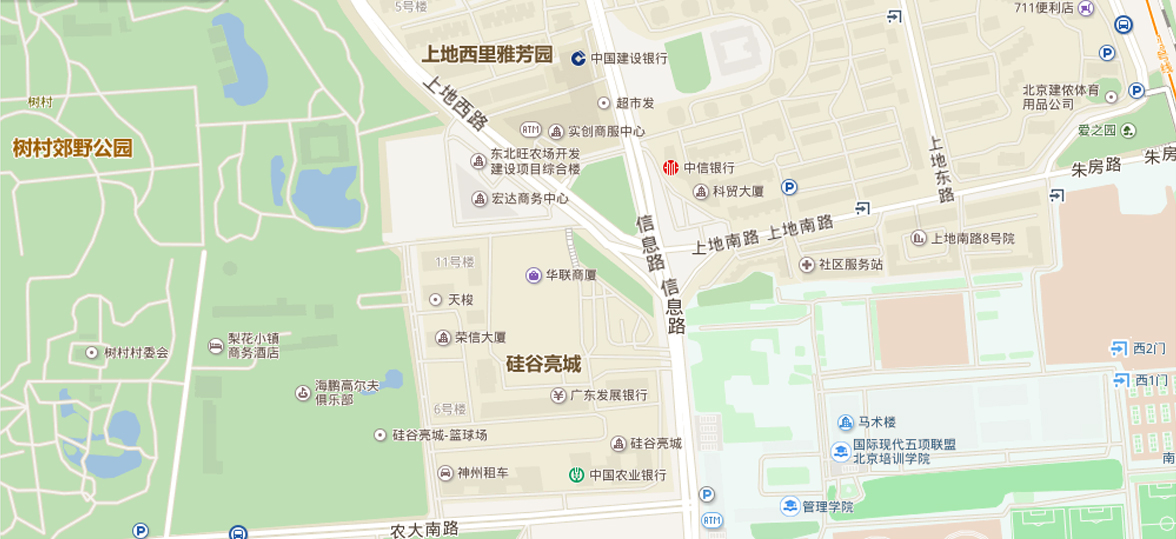 5号楼
711便利店
上地西里雅芳园
中国建设银行
上地西路
超市发
树村
北京建侬体育
用品公司
ATM
实创商服中心
爱之园
树村郊野公园
东北旺农场开发
建设项目综合楼
中信银行
上地东路
朱房路
朱房
宏达商务中心
科贸大厦
信息路
上地南路
上地南路
上地南路8号院
11号楼
华联商厦
社区服务站
信息路
天梭
梨花小镇
商务酒店
荣信大厦
树村村委会
硅谷亮城
西2门
西1门
海鹏高尔夫
俱乐部
广东发展银行
6号楼
马术楼
硅谷亮城-篮球场
硅谷亮城
国际现代五项联盟
北京培训学院
南
神州租车
中国农业银行
管理学院
ATM
农大南路